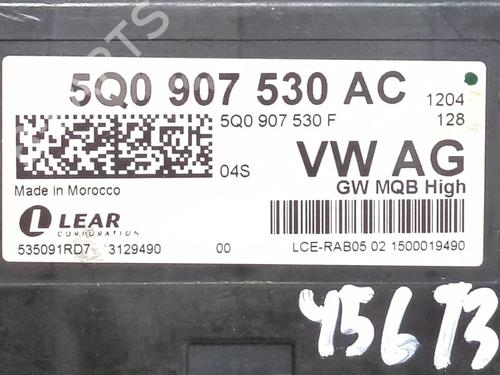 5Q0 907 530 AC
1204
5Q0 907 530 F
128
04S
VW AG
GW MQB High
Made in Morocco
LEAR
CORPORATION
535091RD7 3129490 00
LCE-RAB05 02 1500019490
45673